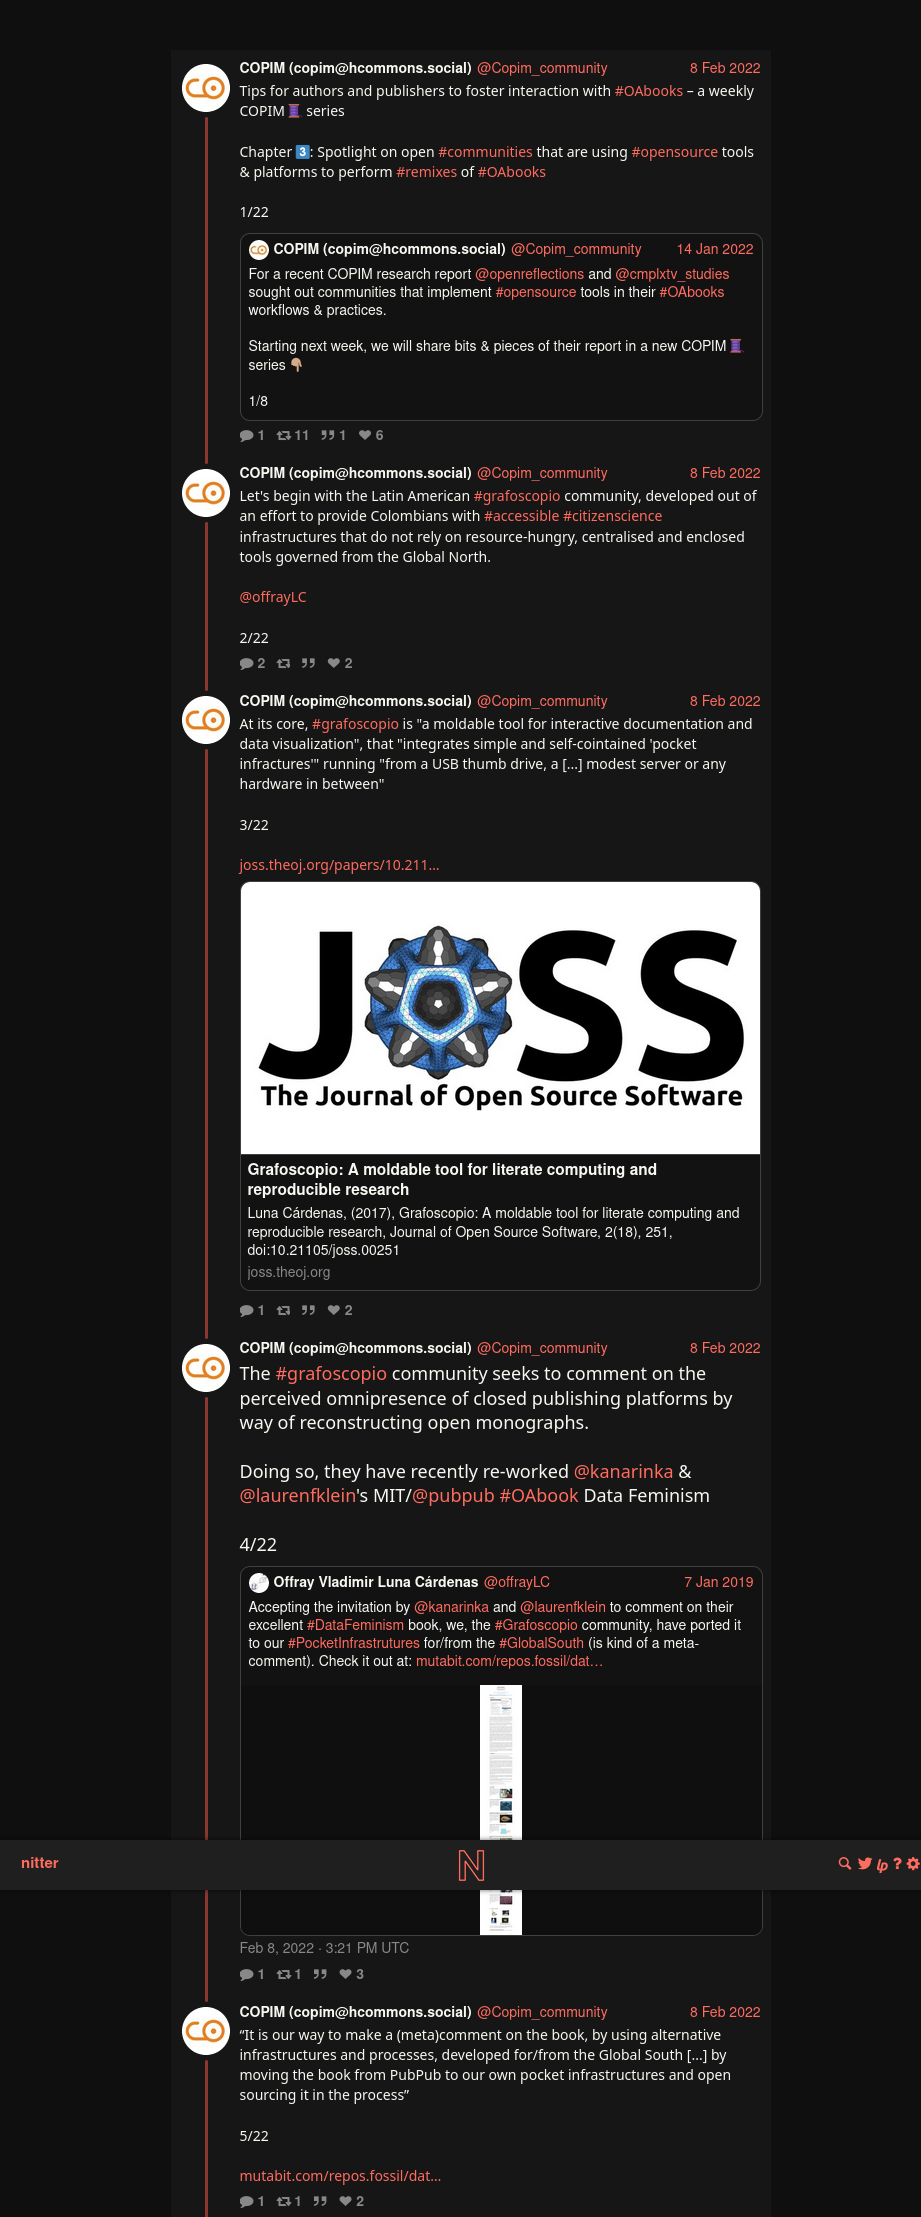 COPIM (copim@hcommons.social) @Copim_community 8 Feb 2022
Tips for authors and publishers to foster interaction with #OAbooks – a weekly
COPIM🧵 series
Chapter 3️⃣: Spotlight on open #communities that are using #opensource tools
& platforms to perform #remixes of #OAbooks
1/22
COPIM (copim@hcommons.social) @Copim_community 14 Jan 2022
For a recent COPIM research report @openreflections and @cmplxtv_studies
sought out communities that implement #opensource tools in their #OAbooks
workflows & practices.
Starting next week, we will share bits & pieces of their report in a new COPIM🧵
series 👇🏽
1/8
1 11 1 6
COPIM (copim@hcommons.social) @Copim_community 8 Feb 2022
Let's begin with the Latin American #grafoscopio community, developed out of
an effort to provide Colombians with #accessible #citizenscience
infrastructures that do not rely on resource-hungry, centralised and enclosed
tools governed from the Global North.
@offrayLC
2/22
2 2
COPIM (copim@hcommons.social) @Copim_community 8 Feb 2022
At its core, #grafoscopio is "a moldable tool for interactive documentation and
data visualization", that "integrates simple and self-cointained 'pocket
infractures'" running "from a USB thumb drive, a [...] modest server or any
hardware in between"
3/22
joss.theoj.org/papers/10.211…
JOSS
The Journal of Open Source Software
Grafoscopio: A moldable tool for literate computing and
reproducible research
Luna Cárdenas, (2017), Grafoscopio: A moldable tool for literate computing and
reproducible research, Journal of Open Source Software, 2(18), 251,
doi:10.21105/joss.00251
joss.theoj.org
1 2
COPIM (copim@hcommons.social) @Copim_community 8 Feb 2022
The #grafoscopio community seeks to comment on the
perceived omnipresence of closed publishing platforms by
way of reconstructing open monographs.
Doing so, they have recently re-worked @kanarinka &
@laurenfklein's MIT/@pubpub #OAbook Data Feminism
4/22
Offray Vladimir Luna Cárdenas @offrayLC 7 Jan 2019
Accepting the invitation by @kanarinka and @laurenfklein to comment on their
excellent #DataFeminism book, we, the #Grafoscopio community, have ported it
to our #PocketInfrastrutures for/from the #GlobalSouth (is kind of a meta-
comment). Check it out at: mutabit.com/repos.fossil/dat…
nitter N lp ?
Feb 8, 2022 · 3:21 PM UTC
1 1 3
COPIM (copim@hcommons.social) @Copim_community 8 Feb 2022
“It is our way to make a (meta)comment on the book, by using alternative
infrastructures and processes, developed for/from the Global South [...] by
moving the book from PubPub to our own pocket infrastructures and open
sourcing it in the process”
5/22
mutabit.com/repos.fossil/dat…
1 1 2